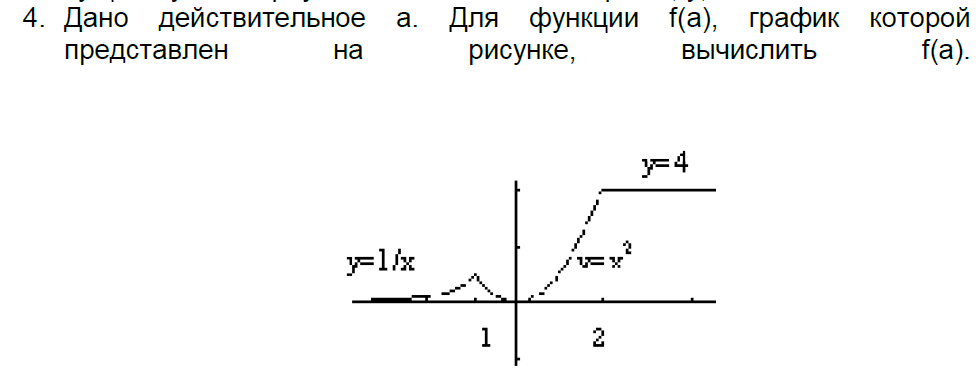 4. Дано действительное a. Для функции f(a), график которой
представлен на рисунке, вычислить f(a).
y=4
y=1/x
y=x²
1 2